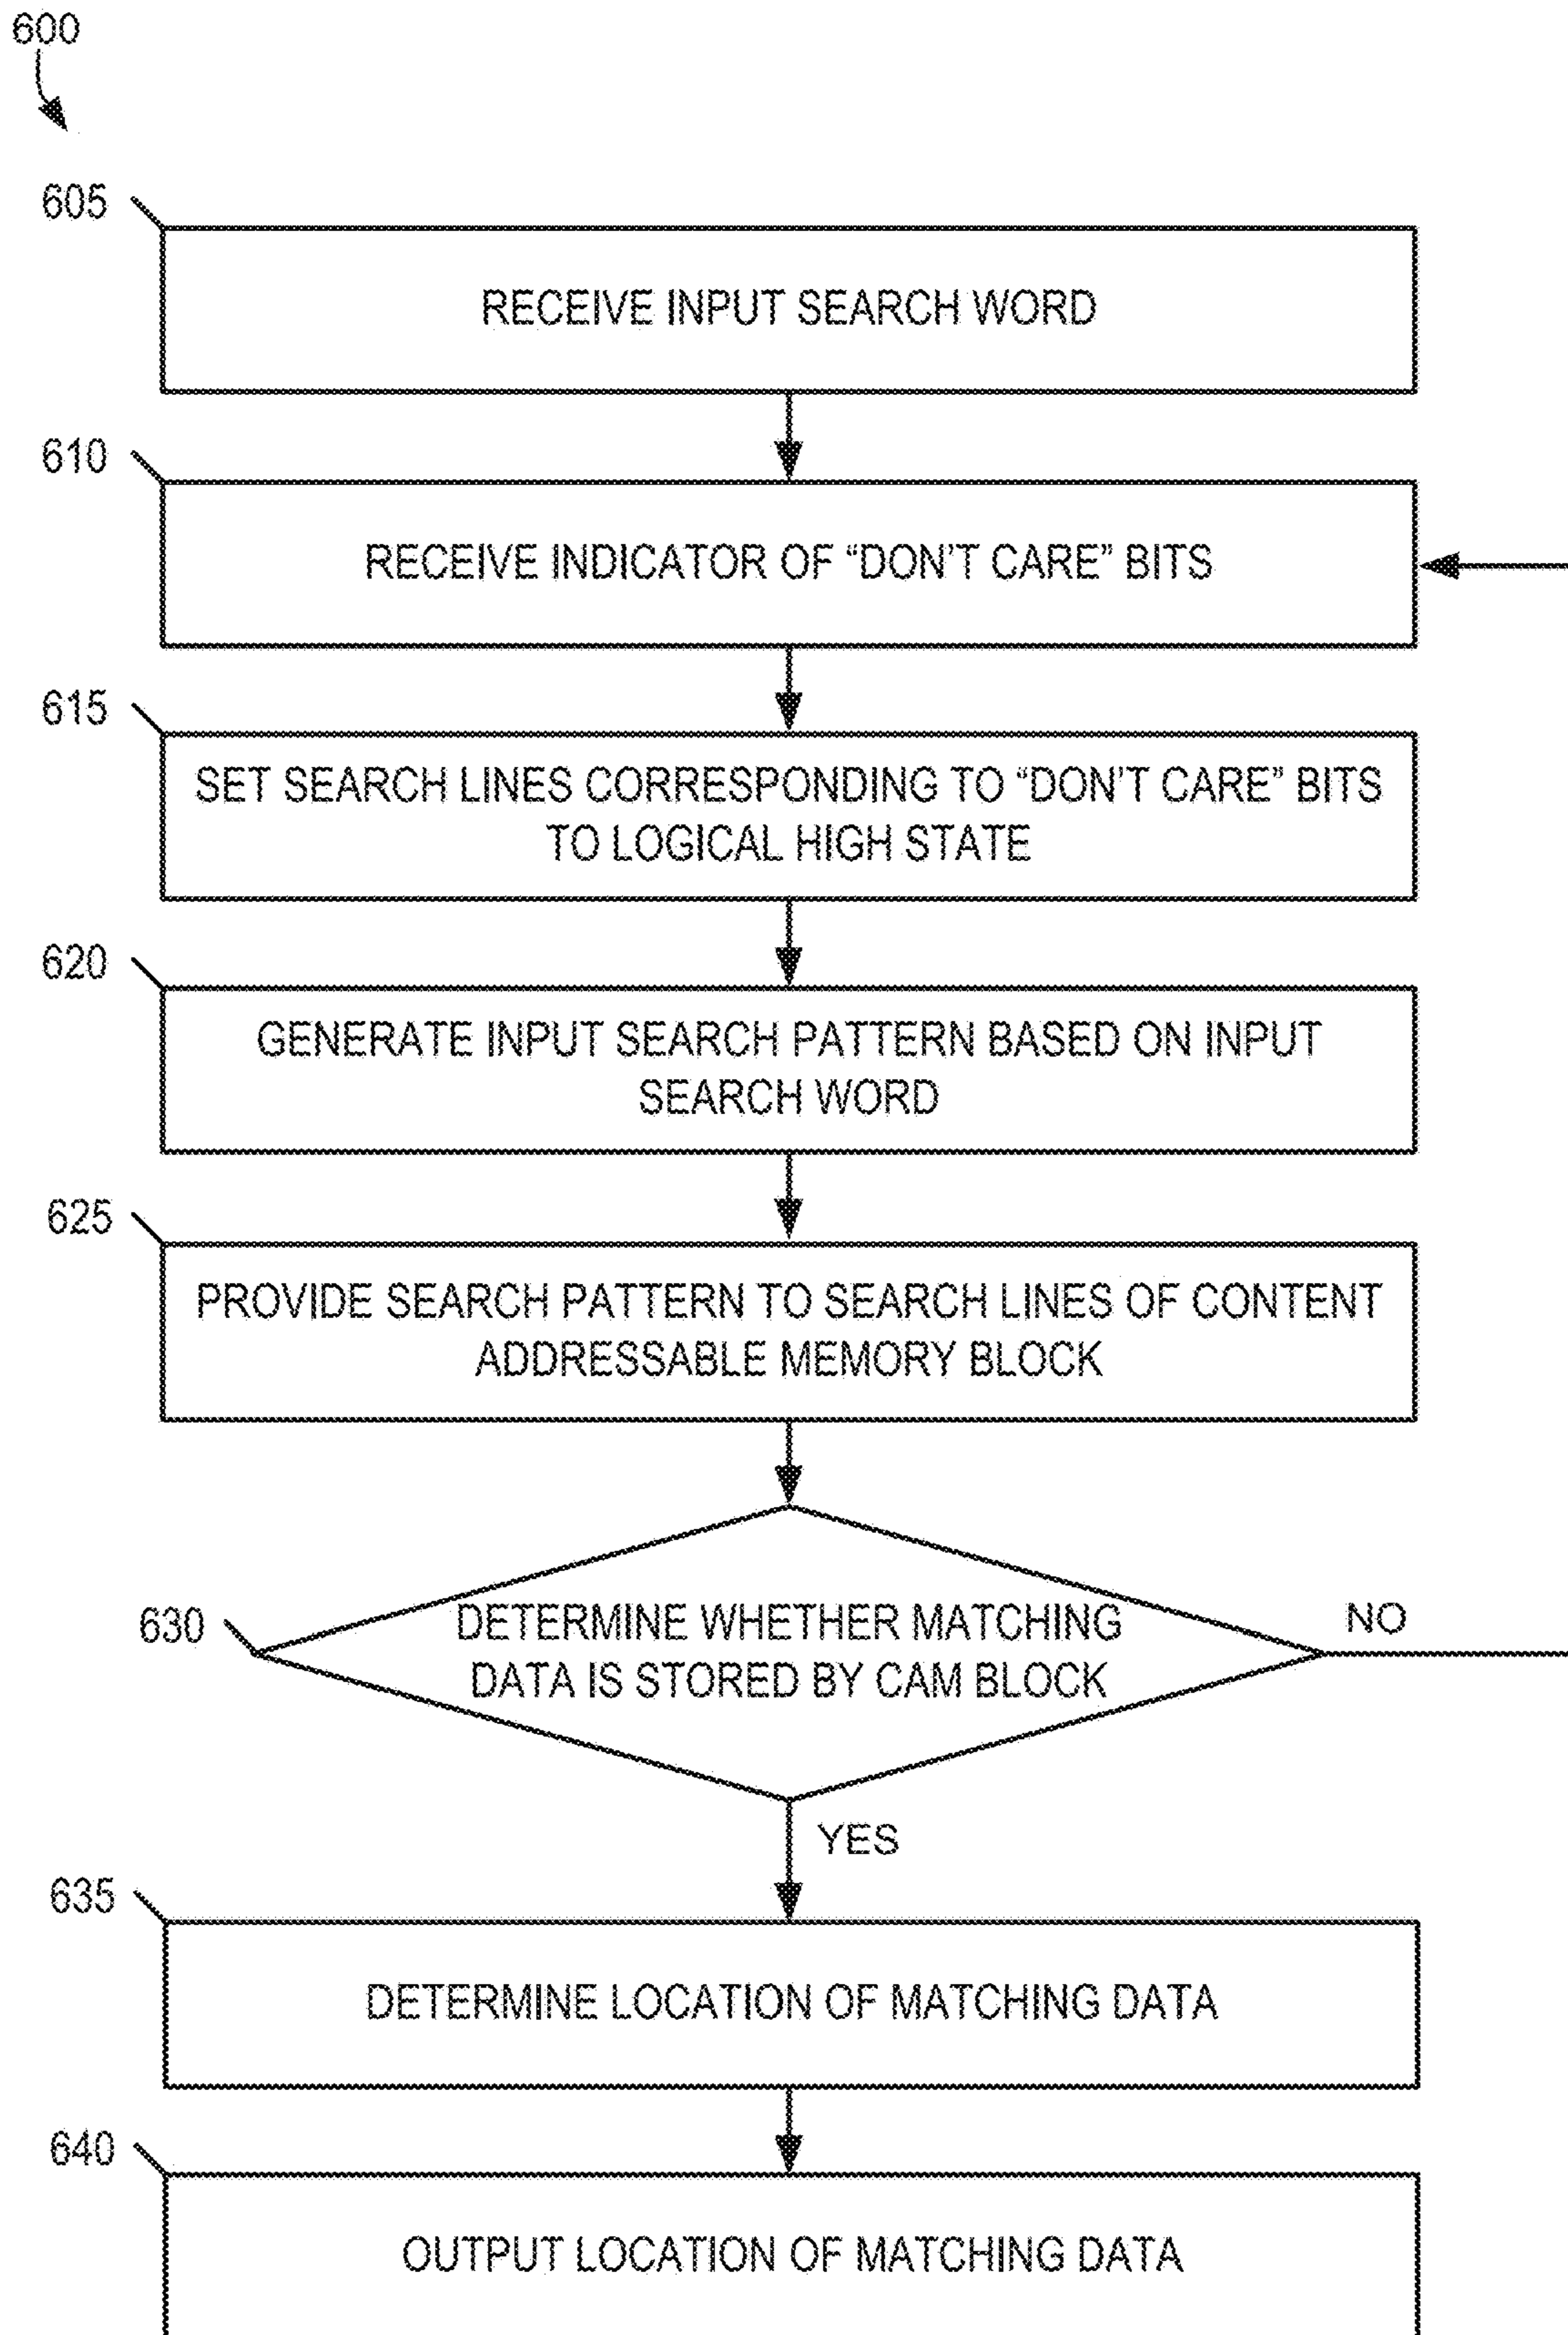 600
605
RECEIVE INPUT SEARCH WORD
610
RECEIVE INDICATOR OF “DON'T CARE” BITS
615
SET SEARCH LINES CORRESPONDING TO “DON'T CARE” BITS
TO LOGICAL HIGH STATE
620
GENERATE INPUT SEARCH PATTERN BASED ON INPUT
SEARCH WORD
625
PROVIDE SEARCH PATTERN TO SEARCH LINES OF CONTENT
ADDRESSABLE MEMORY BLOCK
630
DETERMINE WHETHER MATCHING
DATA IS STORED BY CAM BLOCK
NO
YES
635
DETERMINE LOCATION OF MATCHING DATA
640
OUTPUT LOCATION OF MATCHING DATA